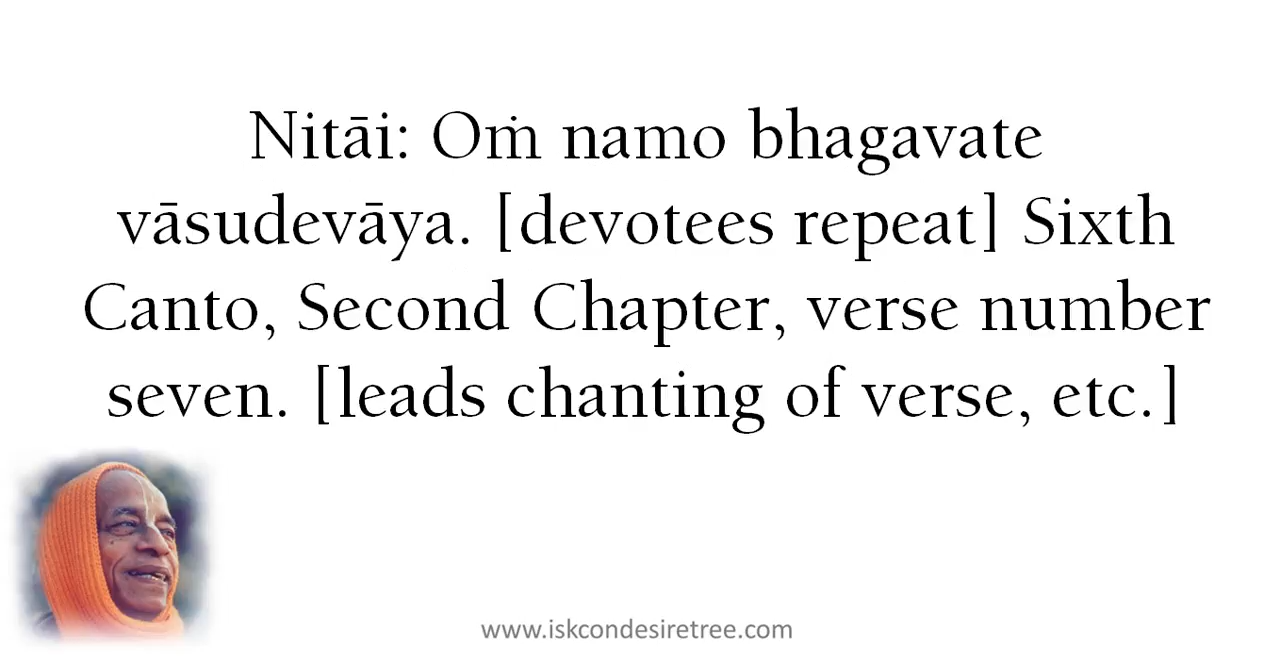 Nitāi: Oṁ namo bhagavate
vāsudevāya. [devotees repeat] Sixth
Canto, Second Chapter, verse number
seven. [leads chanting of verse, etc.]
www.iskcondesiretree.com